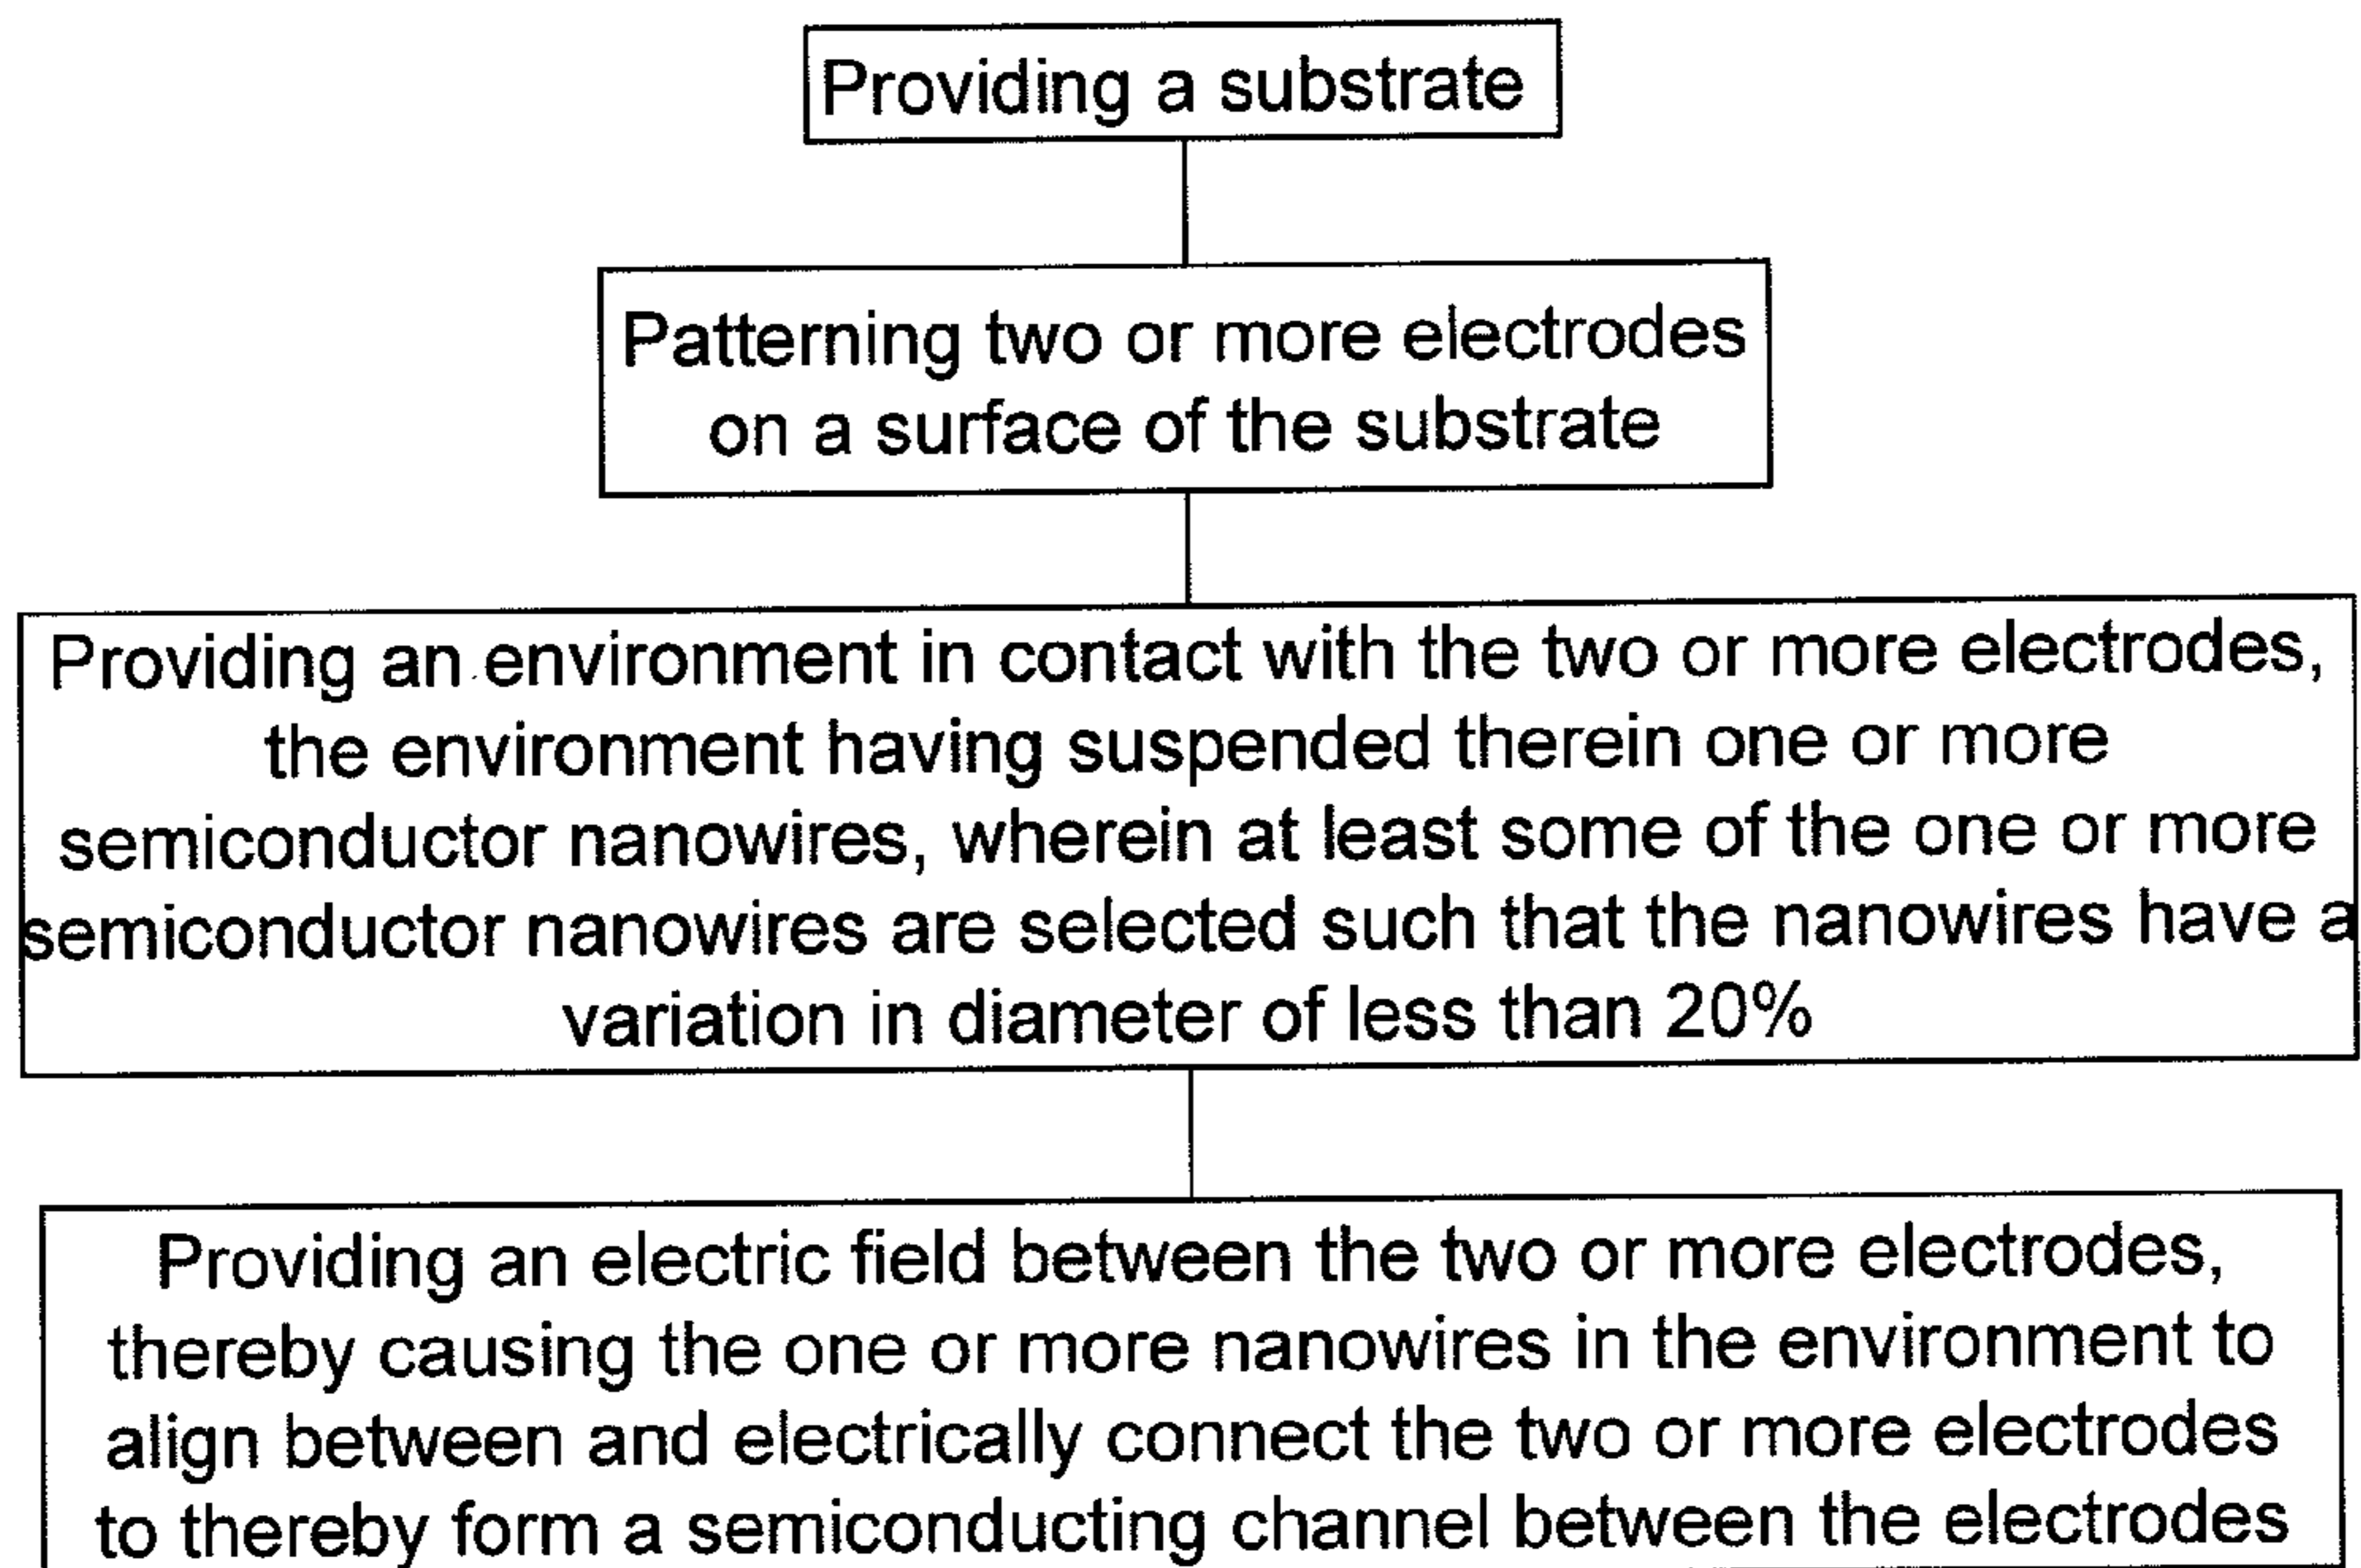 Providing a substrate
Patterning two or more electrodes
on a surface of the substrate
Providing an environment in contact with the two or more electrodes,
the environment having suspended therein one or more
semiconductor nanowires, wherein at least some of the one or more
semiconductor nanowires are selected such that the nanowires have a
variation in diameter of less than 20%
Providing an electric field between the two or more electrodes,
thereby causing the one or more nanowires in the environment to
align between and electrically connect the two or more electrodes
to thereby form a semiconducting channel between the electrodes